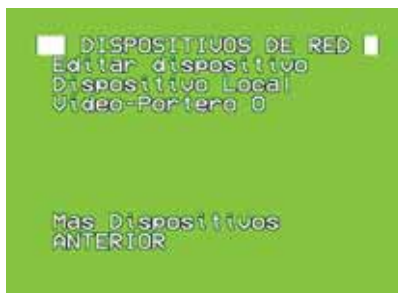 DISPOSITIVOS DE RED
Editar dispositivo
Dispositivo Local
Video-Portero 0
Mas Dispositivos
ANTERIOR